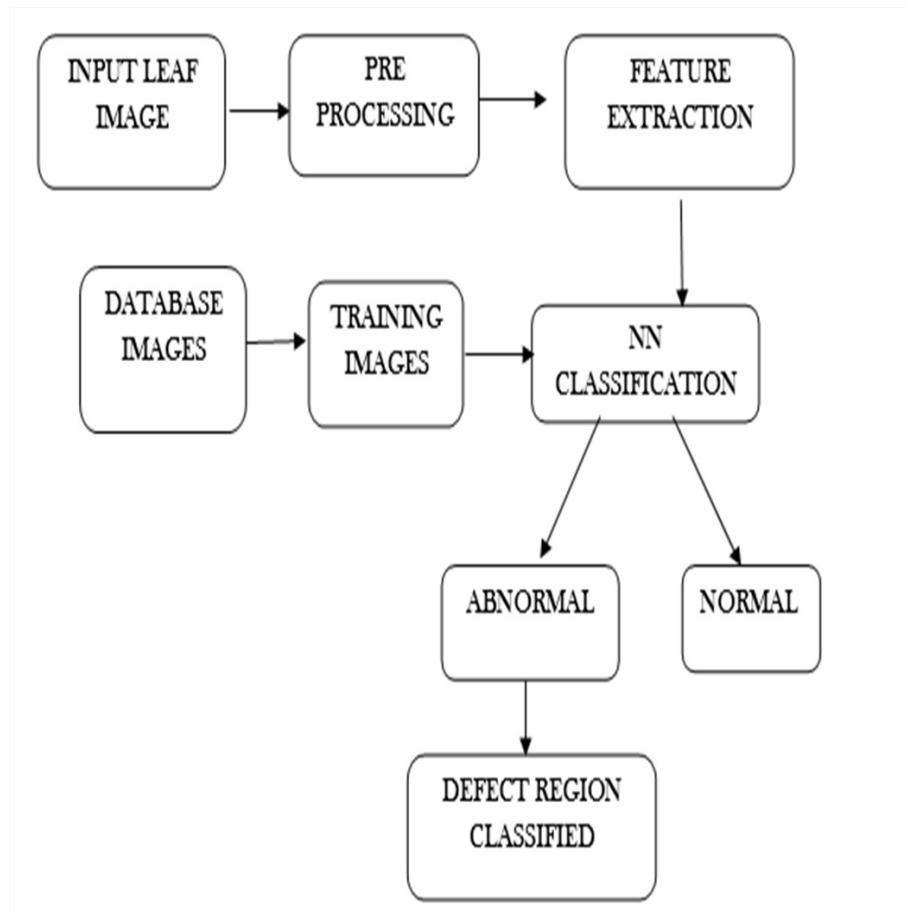 INPUT LEAF
IMAGE
PRE
PROCESSING
FEATURE
EXTRACTION
DATABASE
IMAGES
TRAINING
IMAGES
NN
CLASSIFICATION
ABNORMAL
NORMAL
DEFECT REGION
CLASSIFIED